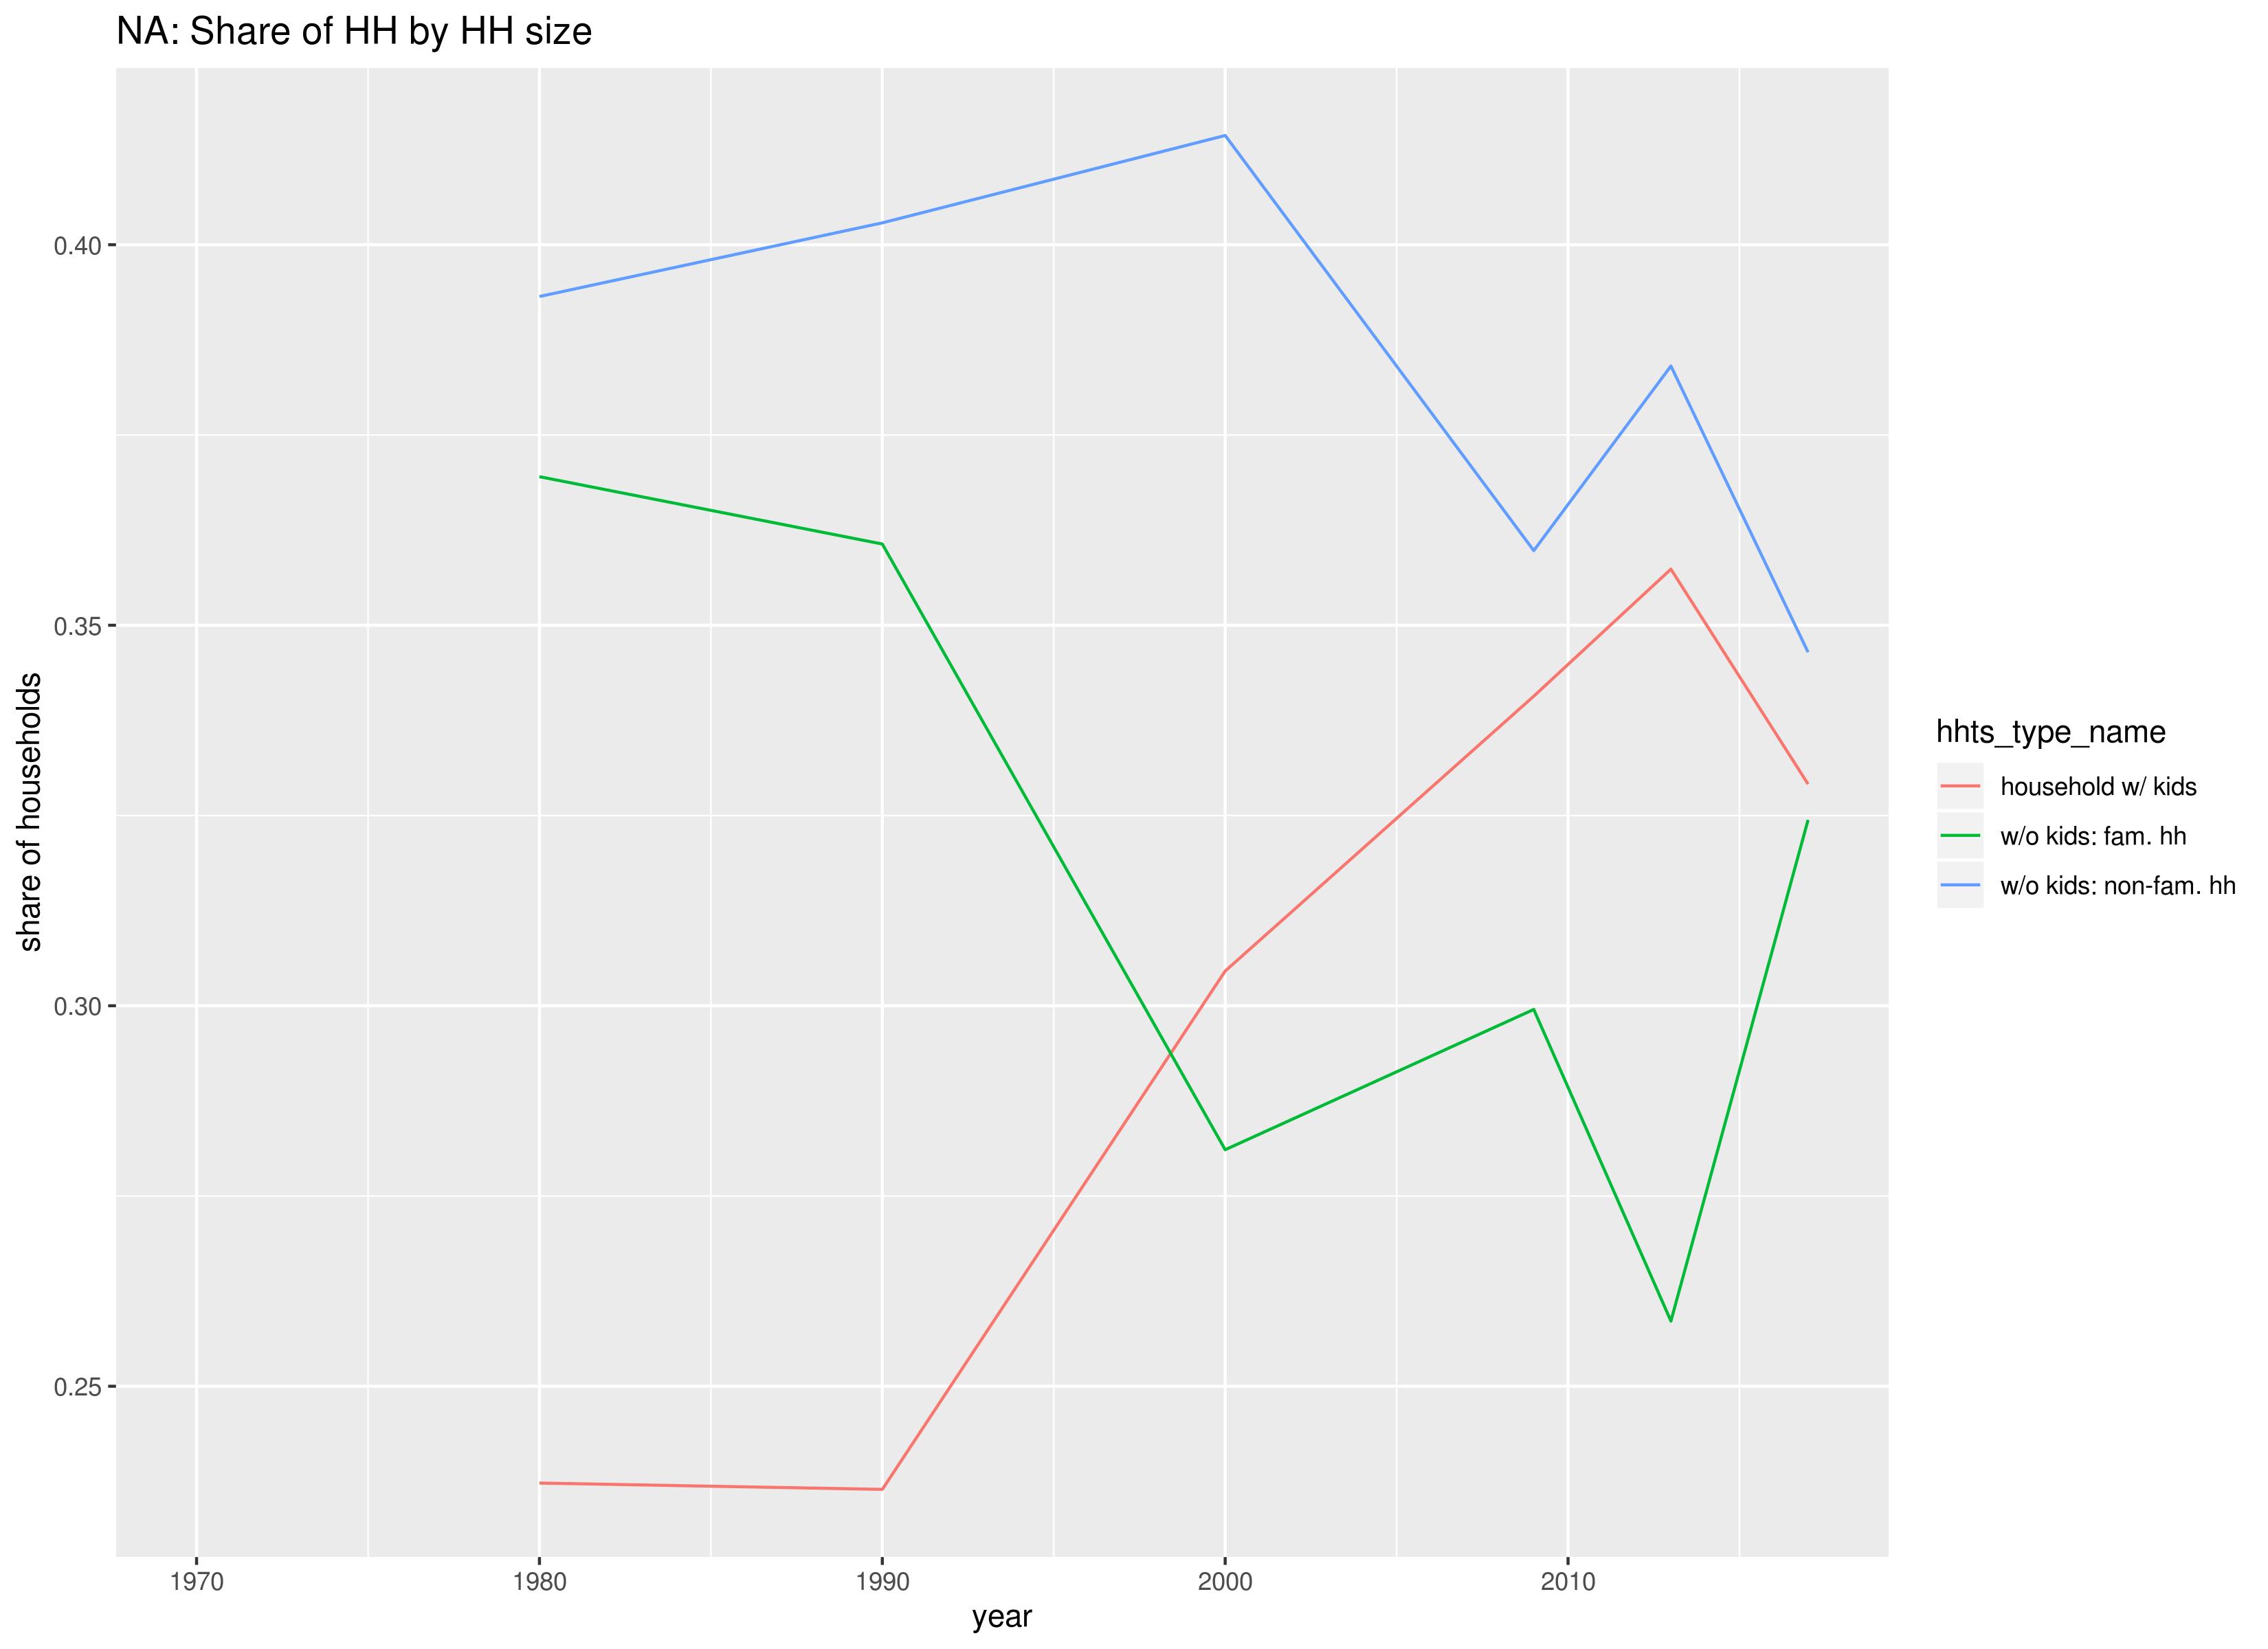 NA: Share of HH by HH size
share of households
0.40
0.35
0.30
0.25
1970
1980
1990
2000
2010
year
hhts_type_name
household w/ kids
w/o kids: fam. hh
w/o kids: non-fam. hh